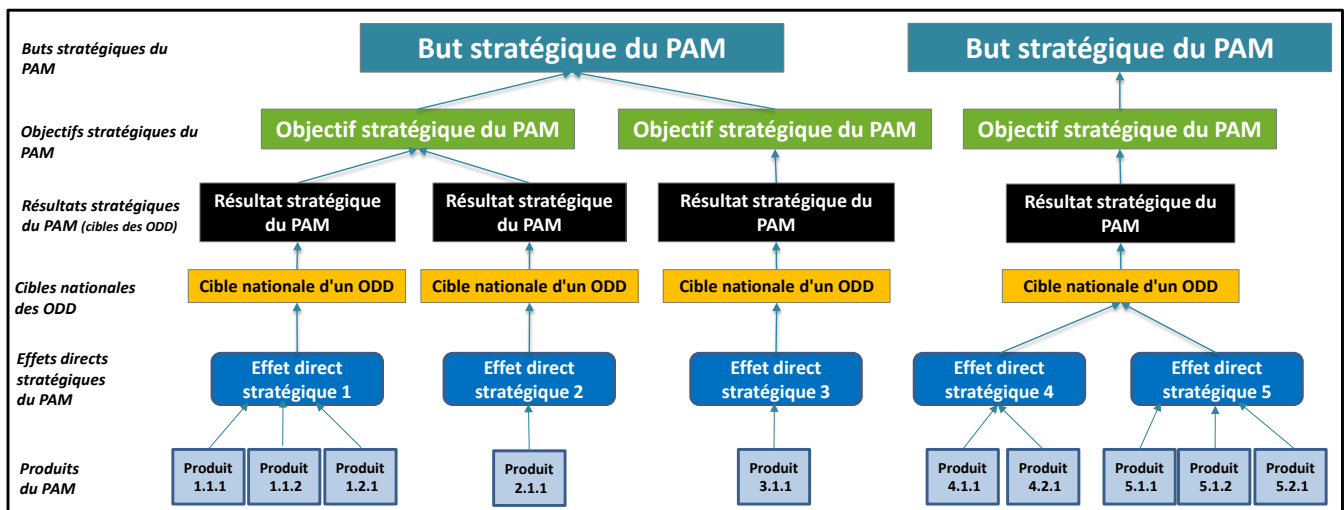 Buts stratégiques du
PAM
But stratégique du PAM
But stratégique du PAM
Objectifs stratégiques du
PAM
Objectif stratégique du PAM
Objectif stratégique du PAM
Objectif stratégique du PAM
Résultats stratégiques
du PAM (cibles des ODD)
Résultat stratégique
du PAM
Résultat stratégique
du PAM
Résultat stratégique du
PAM
Résultat stratégique du
PAM
Cibles nationales
des ODD
Cible nationale d'un ODD
Cible nationale d'un ODD
Cible nationale d'un ODD
Cible nationale d'un ODD
Effets directs
stratégiques
du PAM
Effet direct
stratégique 1
Effet direct
stratégique 2
Effet direct
stratégique 3
Effet direct
stratégique 4
Effet direct
stratégique 5
Produits
du PAM
Produit
1.1.1
Produit
1.1.2
Produit
1.2.1
Produit
2.1.1
Produit
3.1.1
Produit
4.1.1
Produit
4.2.1
Produit
5.1.1
Produit
5.1.2
Produit
5.2.1